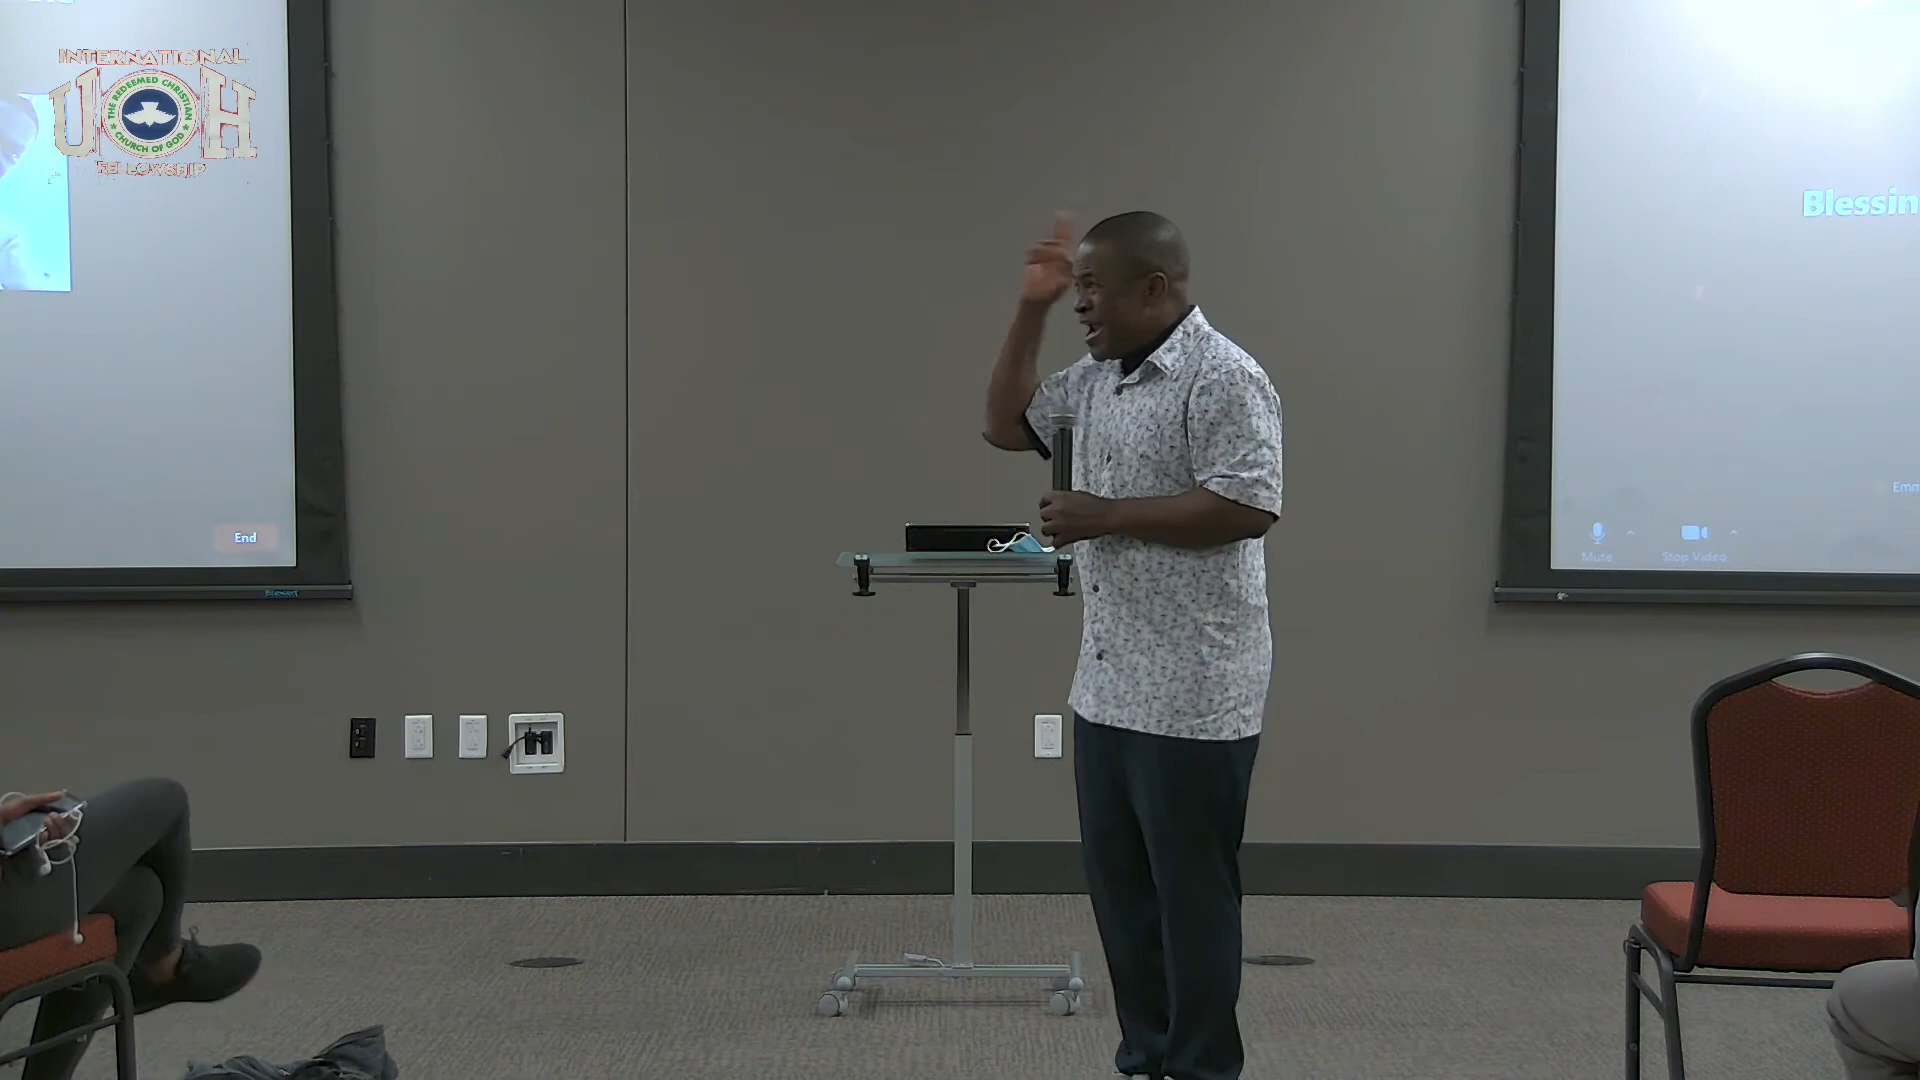 INTERNATIONAL
UH
THE REDEEMED CHRISTIAN
CHURCH OF GOD
FELLOWSHIP
Blessin
End
Mute
Stop Video